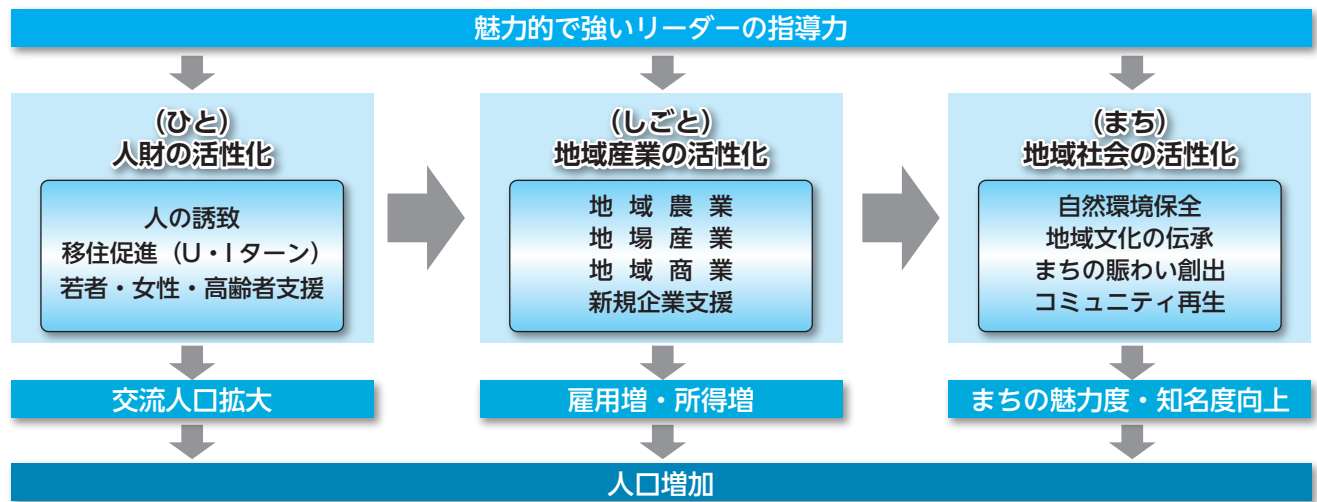 魅力的で強いリーダーの指導力
（ひと）
人財の活性化
人の誘致
移住促進（U・Iターン）
若者・女性・高齢者支援
交流人口拡大
（しごと）
地域産業の活性化
地域農業
地場産業
地域商業
新規企業支援
雇用増・所得増
（まち）
地域社会の活性化
自然環境保全
地域文化の伝承
まちの賑わい創出
コミュニティ再生
まちの魅力度・知名度向上
人口増加